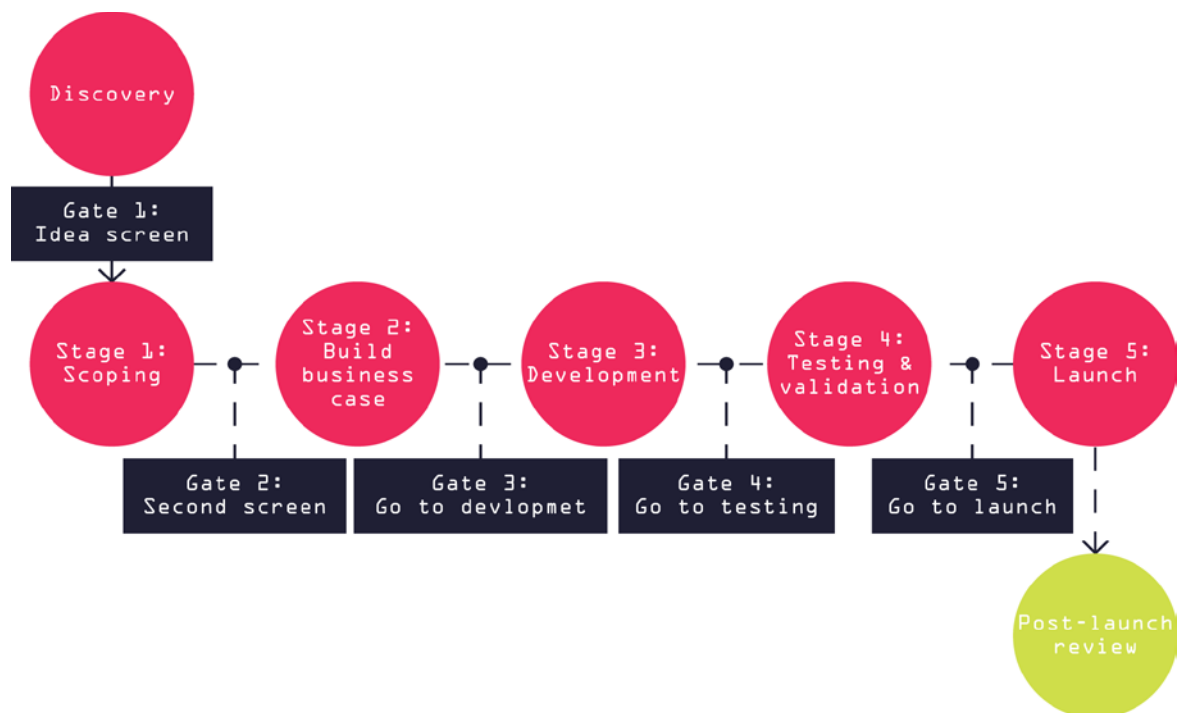 Discovery
Gate 1:
Idea screen
Stage 1:
Scoping
Stage 2:
Build
business
case
Stage 3:
Development
Stage 4:
Testing &
validation
Stage 5:
Launch
Gate 2:
Second screen
Gate 3:
Go to devlopmet
Gate 4:
Go to testing
Gate 5:
Go to launch
Post-launch
review